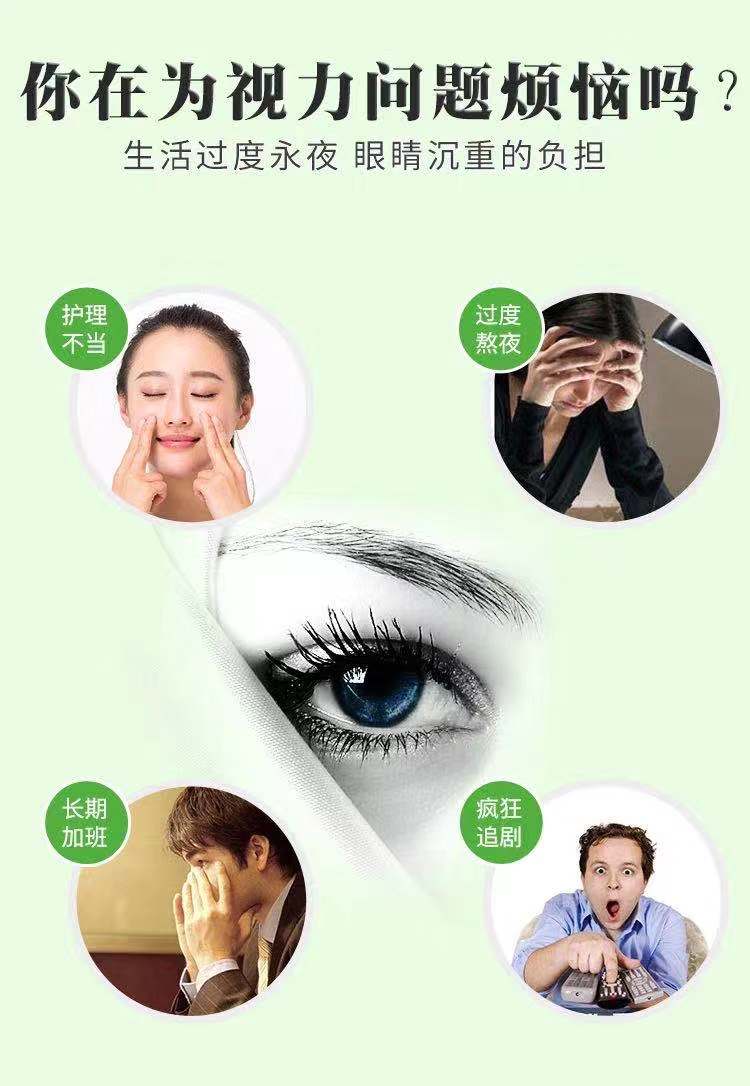 你在为视力问题烦恼吗？
生活过度永夜 眼睛沉重的负担
护理
不当
过度
熬夜
长期
加班
疯狂
追剧